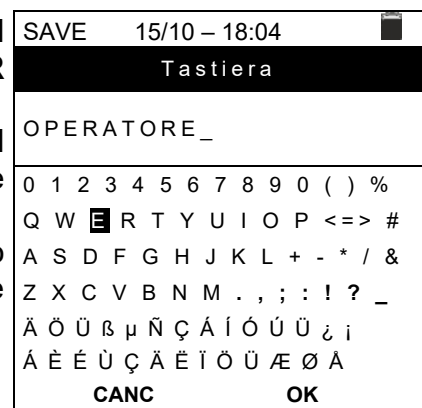 SAVE 15/10 – 18:04
Tastiera
OPERATORE_
0 1 2 3 4 5 6 7 8 9 0 ( ) %
Q W E R T Y U I O P < = > #
A S D F G H J K L + - * / &
Z X C V B N M . , ; : ! ? _
Ä Ö Ü ß µ Ñ Ç Á Í Ó Ú Ü ¿ ¡
Á È É Ù Ç Ä Ë Ï Ö Ü Æ Ø Å
CANC OK